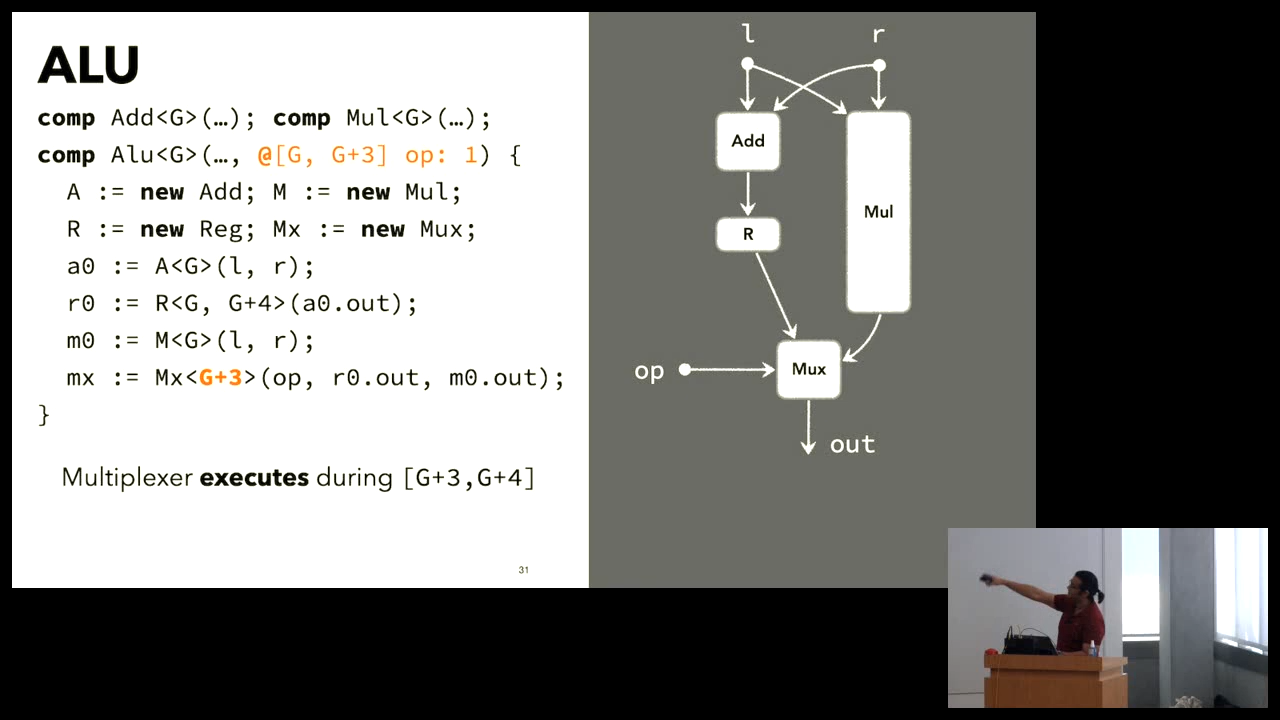 ALU
comp Add<G>(…); comp Mul<G>(…);
comp Alu<G>(…, @[G, G+3] op: 1) {
A := new Add; M := new Mul;
R := new Reg; Mx := new Mux;
a0 := A<G>(l, r);
r0 := R<G, G+4>(a0.out);
m0 := M<G>(l, r);
mx := Mx<G+3>(op, r0.out, m0.out);
}
Multiplexer executes during [G+3,G+4]
31
l r
Add
Mul
R
op
Mux
out